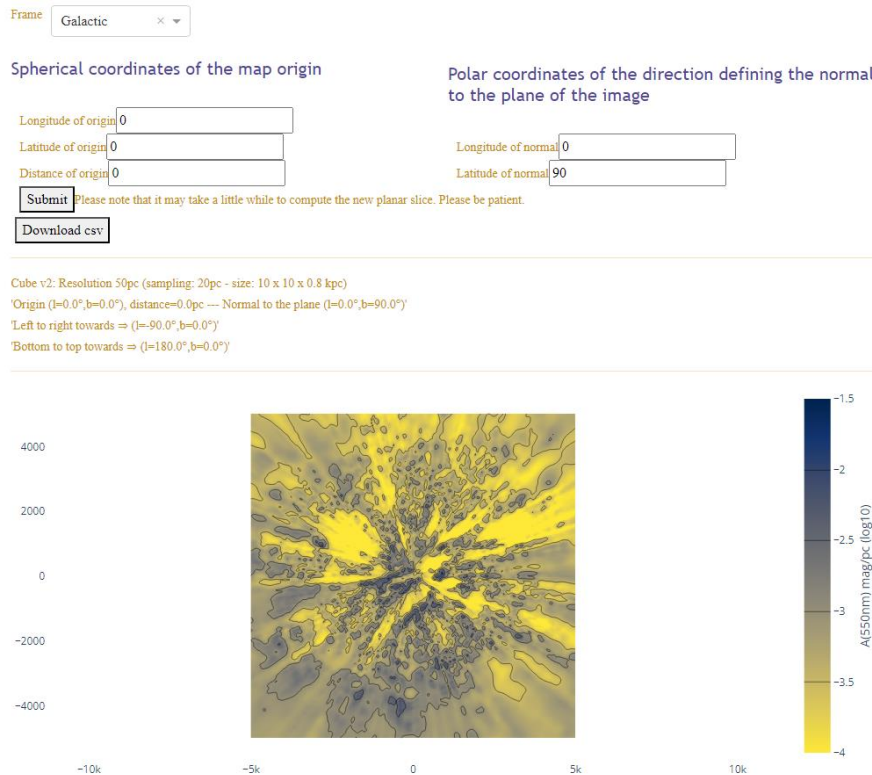 Frame
Galactic
Spherical coordinates of the map origin
Polar coordinates of the direction defining the normal
to the plane of the image
Longitude of origin 0
Latitude of origin 0
Distance of origin 0
Longitude of normal 0
Latitude of normal 90
Submit Please note that it may take a little while to compute the new planar slice. Please be patient.
Download csv
Cube v2: Resolution 50pc (sampling: 20pc - size: 10 x 10 x 0.8 kpc)
'Origin (l=0.0°,b=0.0°), distance=0.0pc --- Normal to the plane (l=0.0°,b=90.0°)'
'Left to right towards ⇒ (l=-90.0°,b=0.0°)'
'Bottom to top towards ⇒ (l=180.0°,b=0.0°)'
4000
2000
0
−2000
−4000
−10k
−5k
0
5k
10k
−1.5
−2
−2.5
−3
−3.5
−4
A(550nm) mag/pc (log10)